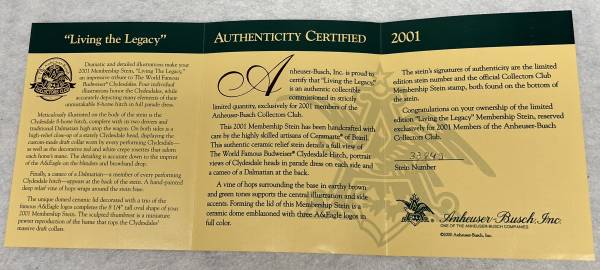 "Living the Legacy"
Dramatic and detailed illustrations make your
2001 Membership Stein, "Living The Legacy,"
an impressive tribute to The World Famous
Budweiser® Clydesdales. Four individual
illustrations honor the Clydesdales, while
accurately depicting many elements of their
unmistakable 8-horse hitch in full parade dress.
Meticulously illustrated on the body of the stein is the
Clydesdale 8-horse hitch, complete with its two drivers and
traditional Dalmatian high atop the wagon. On both sides is a
high-relief close-up of a stately Clydesdale head, displaying the
custom-made draft collar worn by every performing Clydesdale—
as well as the decorative red and white crepe rosettes that adorn
each horse's mane. The detailing is accurate down to the imprint
of the A&Eagle on the blinders and brow band drop.
Finally, a cameo of a Dalmatian—a member of every performing
Clydesdale hitch—appears at the back of the stein. A hand-painted
deep relief vine of hops wraps around the stein base.
The unique domed ceramic lid decorated with a trio of the
famous A&Eagle logos completes the 8 1/4" tall oval shape of your
2001 Membership Stein. The sculpted thumbrest is a miniature
pewter reproduction of the hame that tops the Clydesdales'
massive draft collars.
AUTHENTICITY CERTIFIED
Anheuser-Busch, Inc. is proud to
certify that "Living the Legacy,"
is an authentic collectible
commissioned in strictly
limited quantity, exclusively for 2001 members of the
Anheuser-Busch Collectors Club.
This 2001 Membership Stein has been handcrafted with
care by the highly skilled artisans of Ceramarte® of Brazil.
This authentic ceramic relief stein details a full view of
The World Famous Budweiser® Clydesdale Hitch, portrait
views of Clydesdale heads in parade dress on each side and
a cameo of a Dalmatian at the back.
A vine of hops surrounding the base in earthy brown
and green tones supports the central illustration and side
accents. Forming the lid of this Membership Stein is a
ceramic dome emblazoned with three A&Eagle logos in
full color.
2001
The stein's signatures of authenticity are the limited
edition stein number and the official Collectors Club
Membership Stein stamp, both found on the bottom of
the stein.
Congratulations on your ownership of the limited
edition "Living the Legacy" Membership Stein, reserved
exclusively for 2001 Members of the Anheuser-Busch
Collectors Club.
Stein Number
Anheuser-Busch, Inc.
ONE OF THE ANHEUSER-BUSCH COMPANIES
©2001 Anheuser-Busch, Inc.